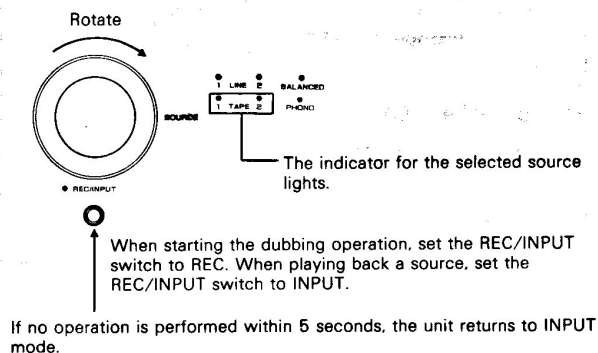 Rotate
1 LINE 2 BALANCED
1 TAPE 2 PHONO
SOURCE
The indicator for the selected source
lights.
REC/INPUT
When starting the dubbing operation, set the REC/INPUT
switch to REC. When playing back a source, set the
REC/INPUT switch to INPUT.
If no operation is performed within 5 seconds, the unit returns to INPUT
mode.